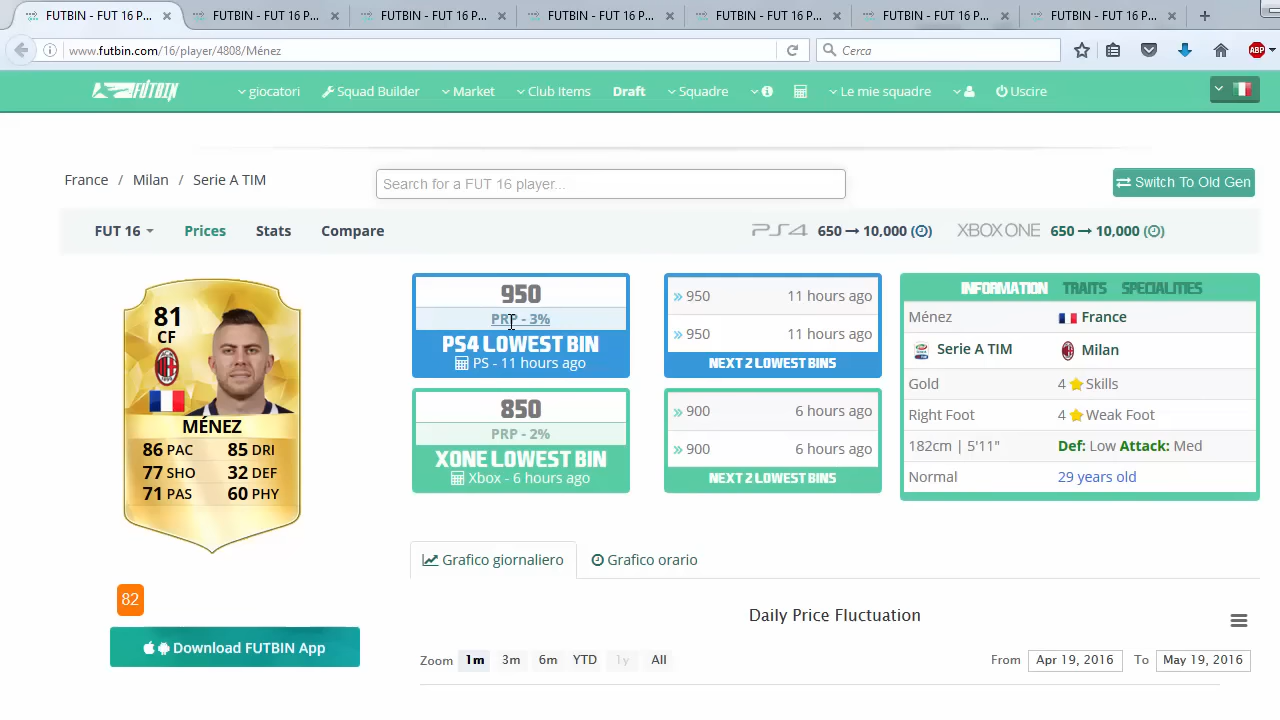 FUTBIN - FUT 16 P... × FUTBIN - FUT 16 P... × FUTBIN - FUT 16 P... × FUTBIN - FUT 16 P... × FUTBIN - FUT 16 P... × FUTBIN - FUT 16 P... × FUTBIN - FUT 16 P... × +
www.futbin.com/16/player/4808/Ménez Cerca ABP
FUTBIN giocatori Squad Builder Market Club Items Draft Squadre Le mie squadre Uscire
France / Milan / Serie A TIM Search for a FUT 16 player... Switch To Old Gen
FUT 16 Prices Stats Compare PS4 650 → 10,000 XBOX ONE 650 → 10,000
81
CF
MÉNEZ
86 PAC 85 DRI
77 SHO 32 DEF
71 PAS 60 PHY
82
Download FUTBIN App
950
PRP - 3%
PS4 LOWEST BIN
PS - 11 hours ago
850
PRP - 2%
XONE LOWEST BIN
Xbox - 6 hours ago
» 950 11 hours ago
» 950 11 hours ago
NEXT 2 LOWEST BINS
» 900 6 hours ago
» 900 6 hours ago
NEXT 2 LOWEST BINS
INFORMATION TRAITS SPECIALITIES
Ménez France
Serie A TIM Milan
Gold 4 Skills
Right Foot 4 Weak Foot
182cm | 5'11" Def: Low Attack: Med
Normal 29 years old
Grafico giornaliero Grafico orario
Daily Price Fluctuation
Zoom 1m 3m 6m YTD 1y All From Apr 19, 2016 To May 19, 2016